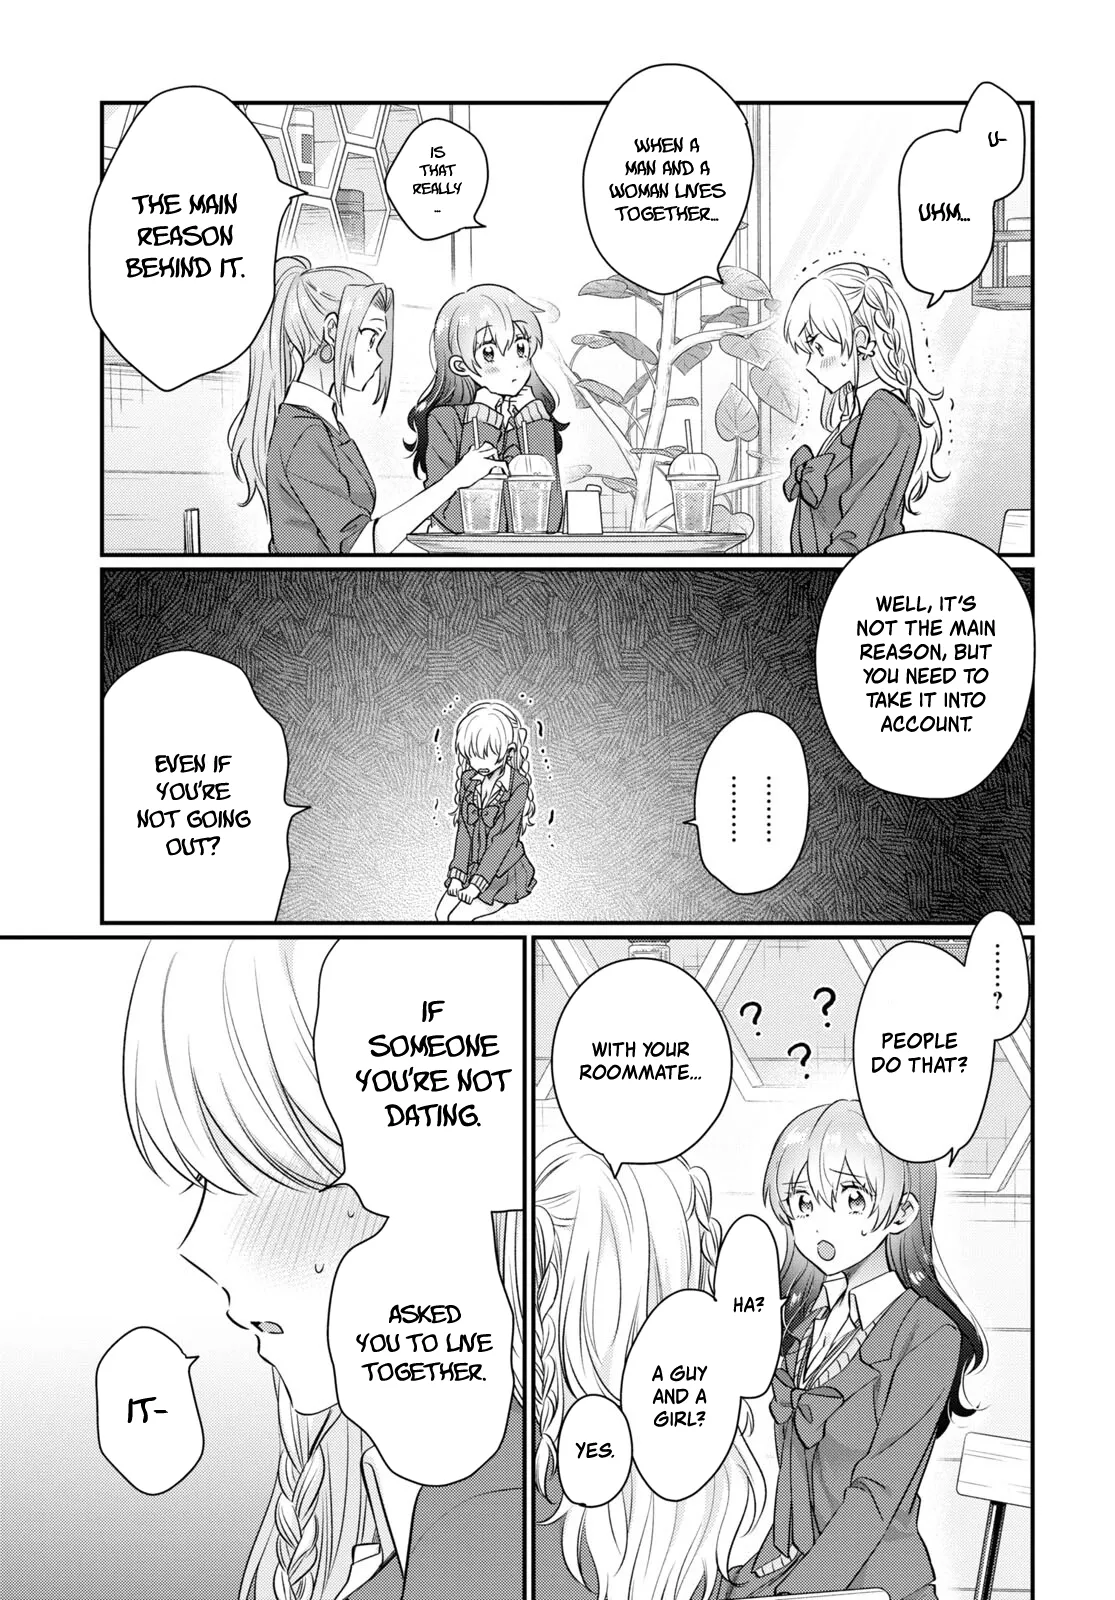 U-
UHM...
WHEN A
MAN AND A
WOMAN LIVES
TOGETHER...
IS
THAT
REALLY
...
THE MAIN
REASON
BEHIND IT.
WELL, IT'S
NOT THE MAIN
REASON, BUT
YOU NEED TO
TAKE IT INTO
ACCOUNT.
.........
.........
EVEN IF
YOU'RE
NOT GOING
OUT?
.........?
PEOPLE
DO THAT?
? ? ?
WITH YOUR
ROOMMATE...
HA?
A GUY
AND A
GIRL?
YES.
IF
SOMEONE
YOU'RE NOT
DATING.
ASKED
YOU TO LIVE
TOGETHER.
IT-